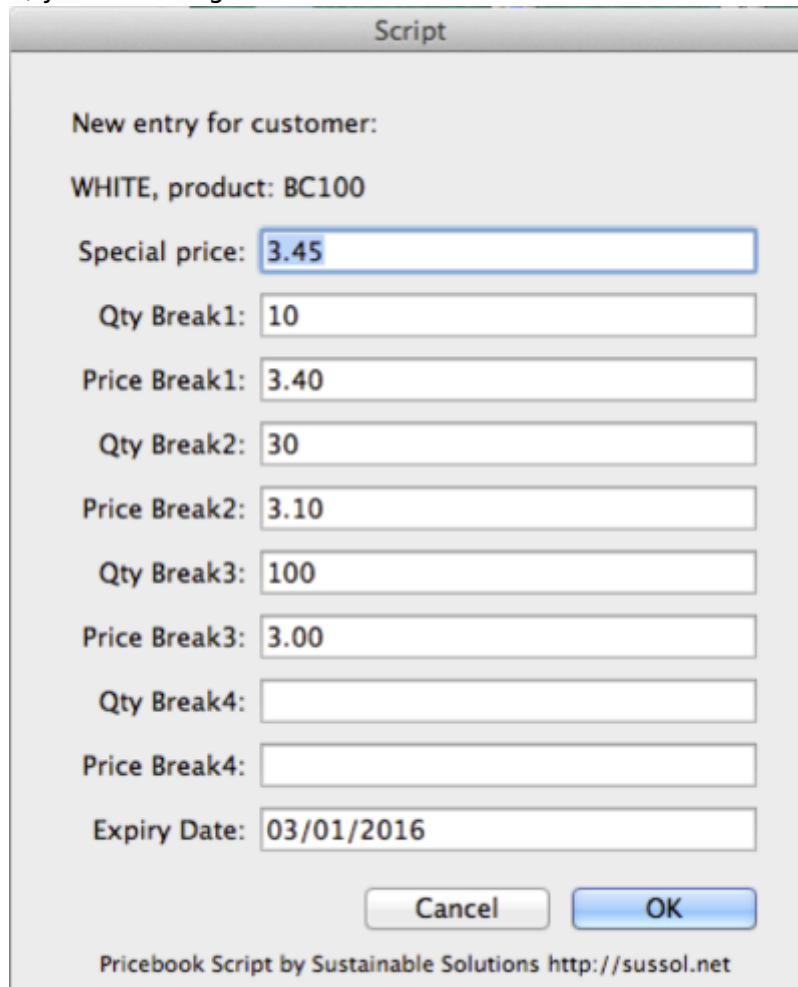 Script
New entry for customer:
WHITE, product: BC100
Special price: 3.45
Qty Break1: 10
Price Break1: 3.40
Qty Break2: 30
Price Break2: 3.10
Qty Break3: 100
Price Break3: 3.00
Qty Break4:
Price Break4:
Expiry Date: 03/01/2016
Cancel OK
Pricebook Script by Sustainable Solutions http://sussol.net